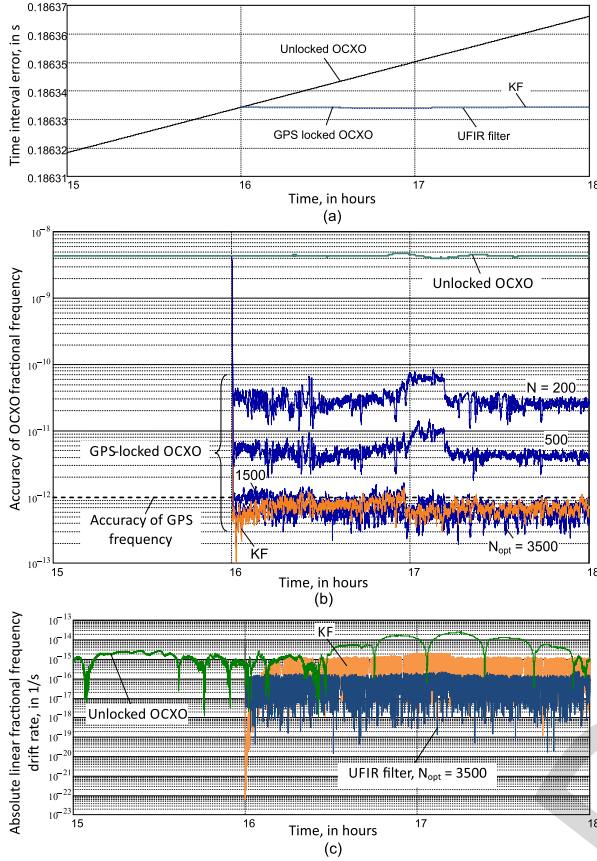 0.18637
0.18636
0.18635
0.18634
0.18633
0.18632
0.18631
Time interval error, in s
Unlocked OCXO
KF
GPS locked OCXO
UFIR filter
15
16
17
18
Time, in hours
(a)
10-8
10-9
10-10
10-11
10-12
10-13
Accuracy of OCXO fractional frequency
Unlocked OCXO
N = 200
GPS-locked OCXO
500
1500
Accuracy of GPS
frequency
KF
Nopt = 3500
15
16
17
18
Time, in hours
(b)
10-13
10-14
10-15
10-16
10-17
10-18
10-19
10-20
10-21
10-22
10-23
Absolute linear fractional frequency
drift rate, in 1/s
KF
Unlocked OCXO
UFIR filter, Nopt = 3500
15
16
17
18
Time, in hours
(c)